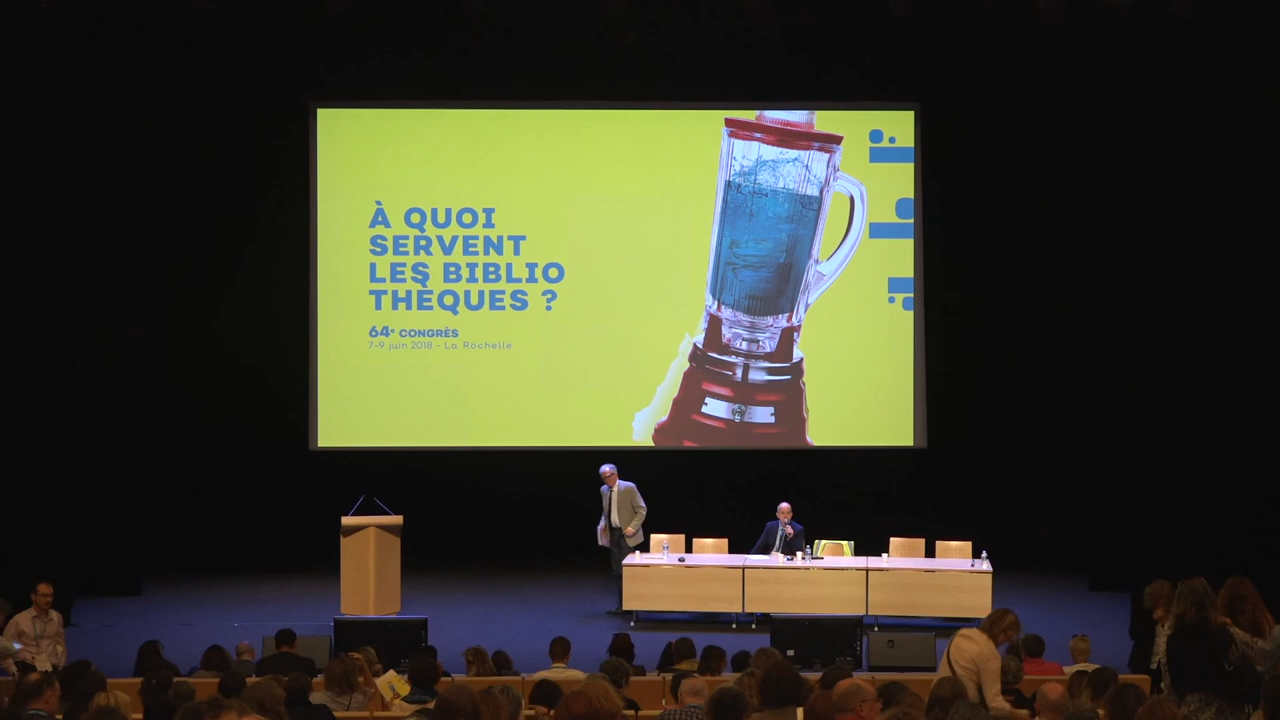 À QUOI
SERVENT
LES BIBLIO
THÈQUES ?
64e CONGRÈS
7-9 juin 2018 - La Rochelle